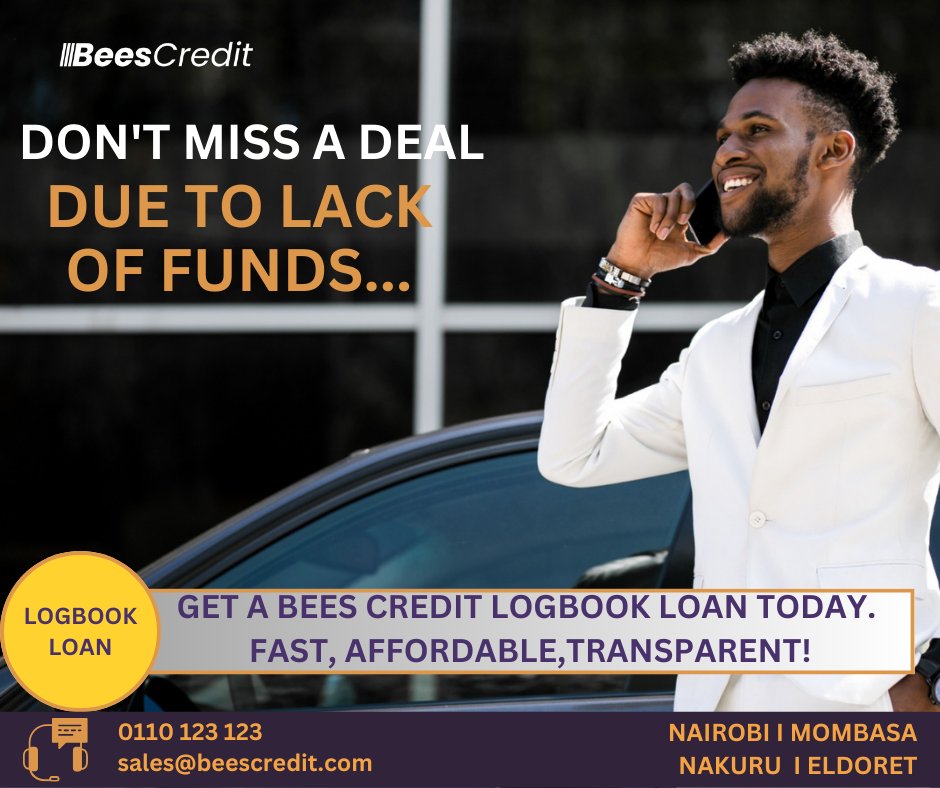 BeesCredit
DON'T MISS A DEAL
DUE TO LACK
OF FUNDS...
LOGBOOK
LOAN
GET A BEES CREDIT LOGBOOK LOAN TODAY.
FAST, AFFORDABLE,TRANSPARENT!
0110 123 123
sales@beescredit.com
NAIROBI I MOMBASA
NAKURU I ELDORET